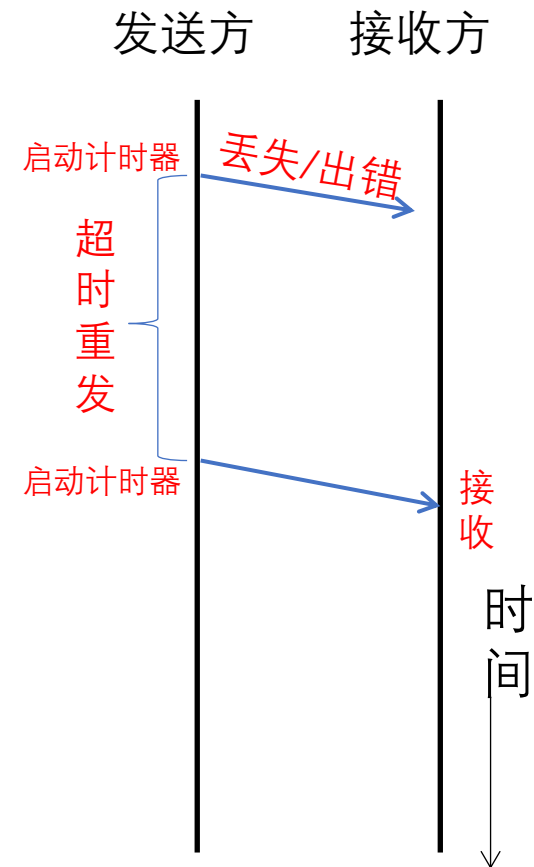 发送方
接收方
启动计时器
丢失/出错
超时重发
启动计时器
接收
时间